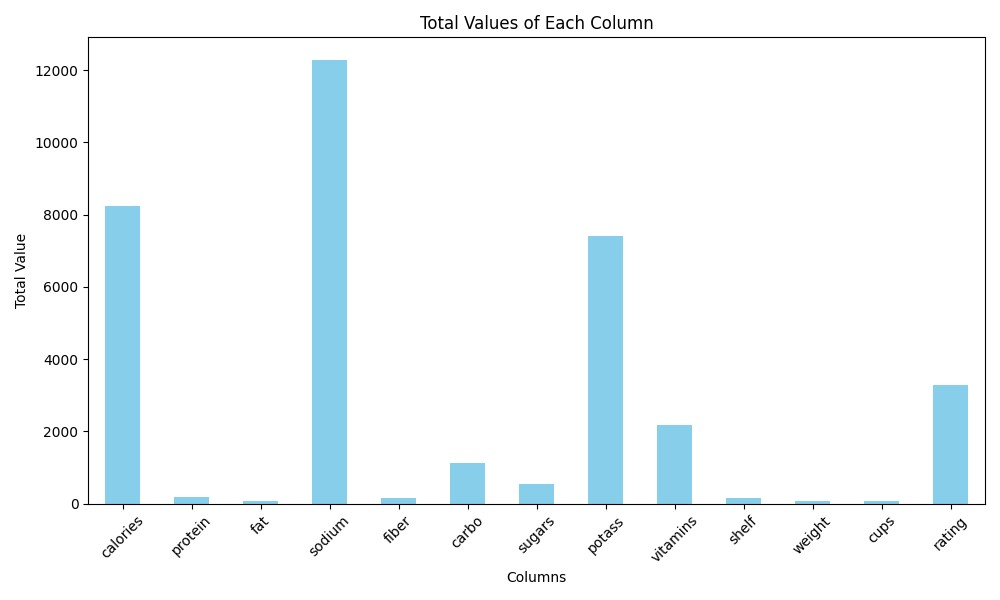 Total Values of Each Column
Total Value
12000
10000
8000
6000
4000
2000
0
calories
protein
fat
sodium
fiber
carbo
sugars
potass
vitamins
shelf
weight
cups
rating
Columns